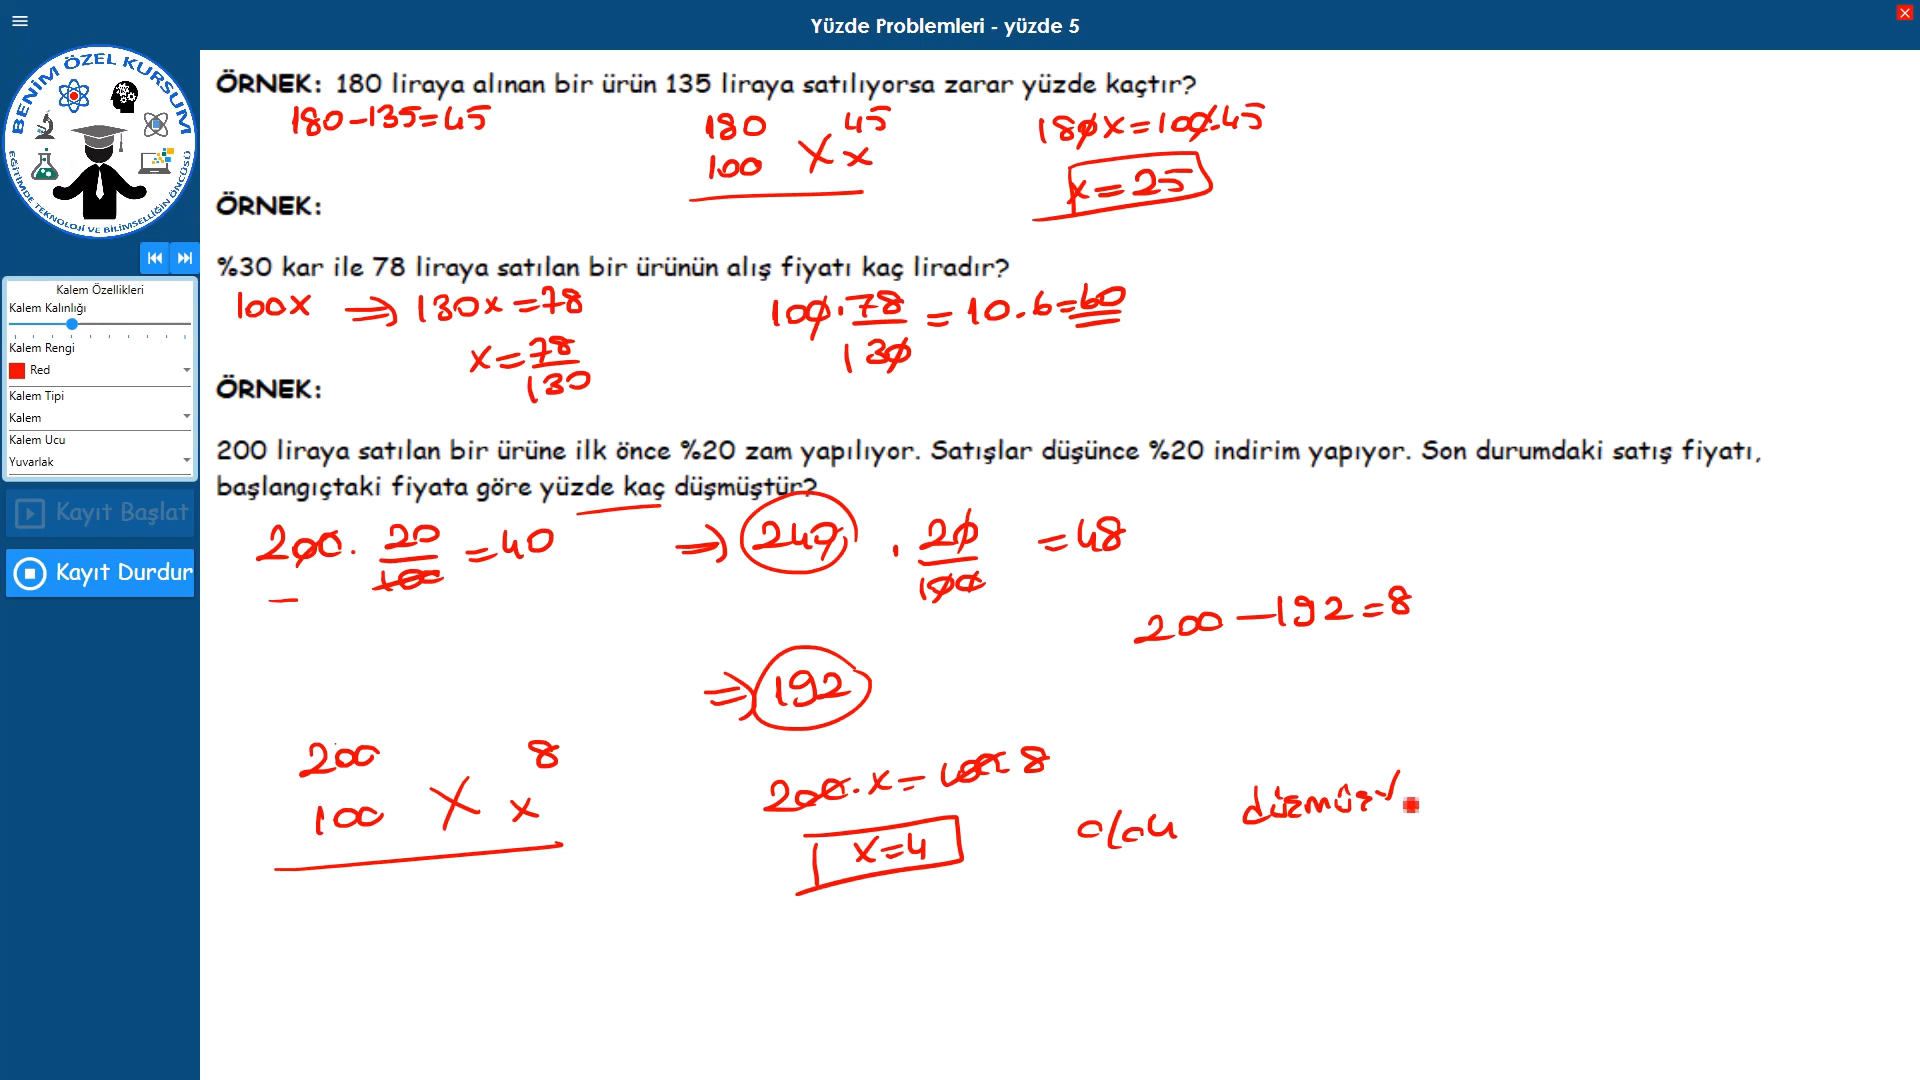 Yüzde Problemleri - yüzde 5
BENİM ÖZEL KURSUM
EĞİTİMDE TEKNOLOJİ VE BİLİMSELLİĞİN ÖNCÜSÜ
Kalem Özellikleri
Kalem Kalınlığı
Kalem Rengi
Red
Kalem Tipi
Kalem
Kalem Ucu
Yuvarlak
Kayıt Başlat
Kayıt Durdur
ÖRNEK: 180 liraya alınan bir ürün 135 liraya satılıyorsa zarar yüzde kaçtır?
180-135=45
180 45
100 x
180x=100.45
x=25
ÖRNEK:
%30 kar ile 78 liraya satılan bir ürünün alış fiyatı kaç liradır?
100x ⇒ 130x=78
x=78/130
100.78/130=10.6=60
ÖRNEK:
200 liraya satılan bir ürüne ilk önce %20 zam yapılıyor. Satışlar düşünce %20 indirim yapıyor. Son durumdaki satış fiyatı,
başlangıçtaki fiyata göre yüzde kaç düşmüştür?
200.20/100=40 ⇒ 240.20/100=48
200-192=8
⇒ 192
200 8
100 x
200.x=100.8
x=4